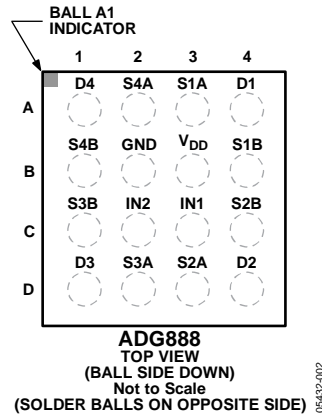 BALL A1
INDICATOR
1 2 3 4
A D4 S4A S1A D1
B S4B GND VDD S1B
C S3B IN2 IN1 S2B
D D3 S3A S2A D2
ADG888
TOP VIEW
(BALL SIDE DOWN)
Not to Scale
(SOLDER BALLS ON OPPOSITE SIDE)
05432-002